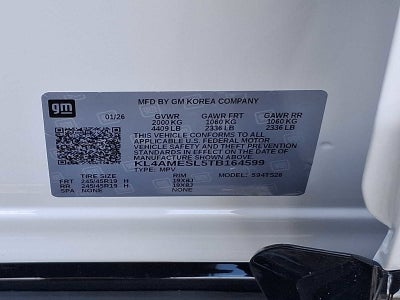 gm
MFD BY GM KOREA COMPANY
01/26 GVWR GAWR FRT GAWR RR
2000 KG 1060 KG 1060 KG
4409 LB 2336 LB 2336 LB
THIS VEHICLE CONFORMS TO ALL
APPLICABLE U.S. FEDERAL MOTOR
VEHICLE SAFETY AND THEFT PREVENTION
STANDARDS IN EFFECT ON THE DATE OF
MANUFACTURE SHOWN ABOVE.
KL4AMESL5TB164599
TYPE: MPV MODEL: S94TS26
TIRE SIZE RIM
FRT 245/45R19 H 19X8J
RR 245/45R19 H 19X8J
SPA NONE NONE